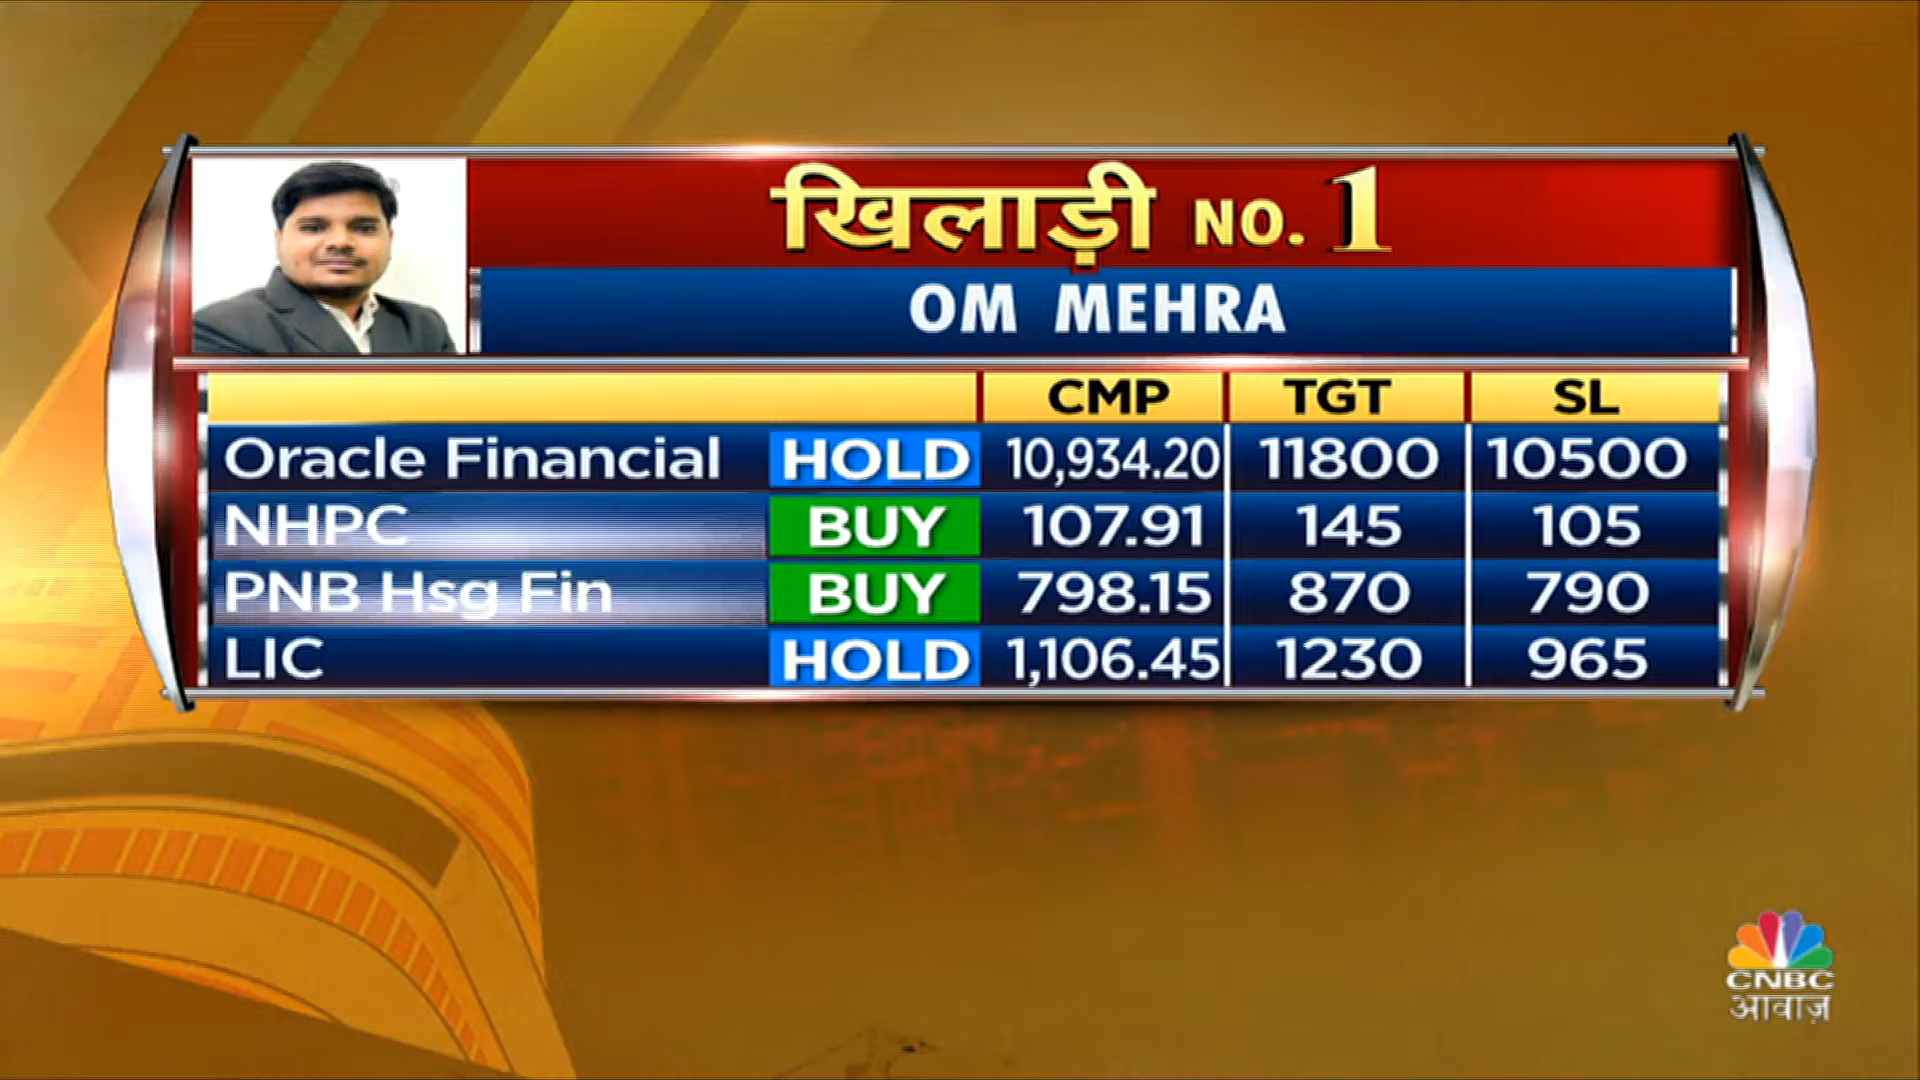 खिलाड़ी NO. 1
OM MEHRA
CMP TGT SL
Oracle Financial HOLD 10,934.20 11800 10500
NHPC BUY 107.91 145 105
PNB Hsg Fin BUY 798.15 870 790
LIC HOLD 1,106.45 1230 965
CNBC
आवाज़